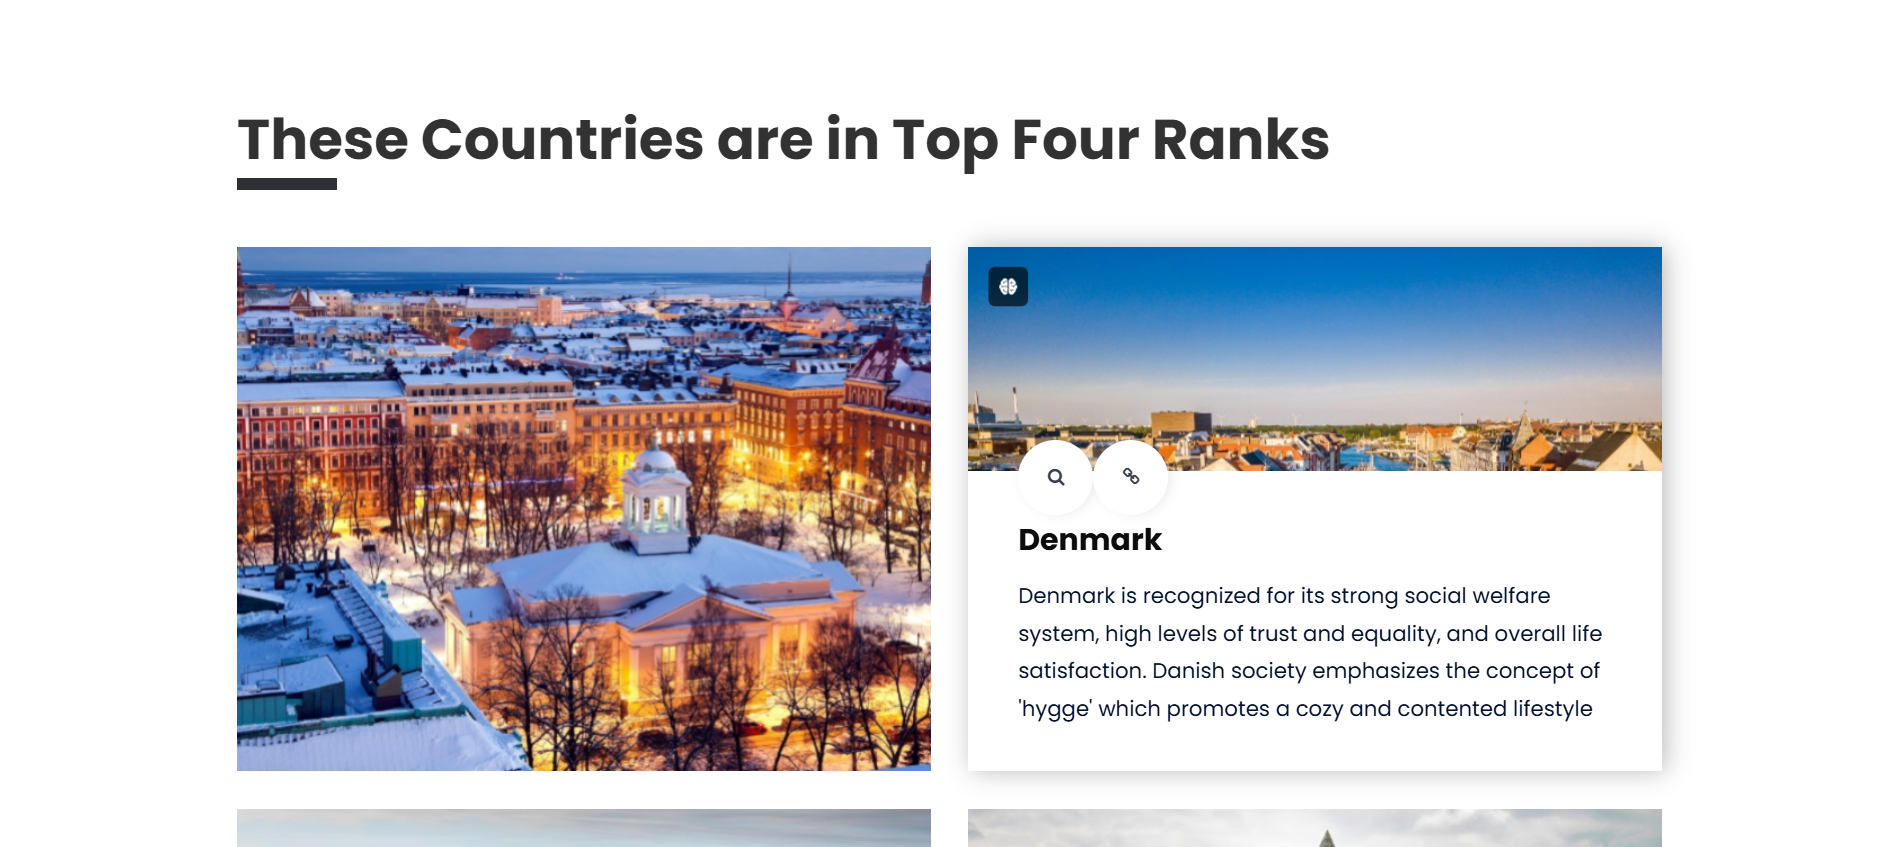 These Countries are in Top Four Ranks
Denmark
Denmark is recognized for its strong social welfare
system, high levels of trust and equality, and overall life
satisfaction. Danish society emphasizes the concept of
'hygge' which promotes a cozy and contented lifestyle